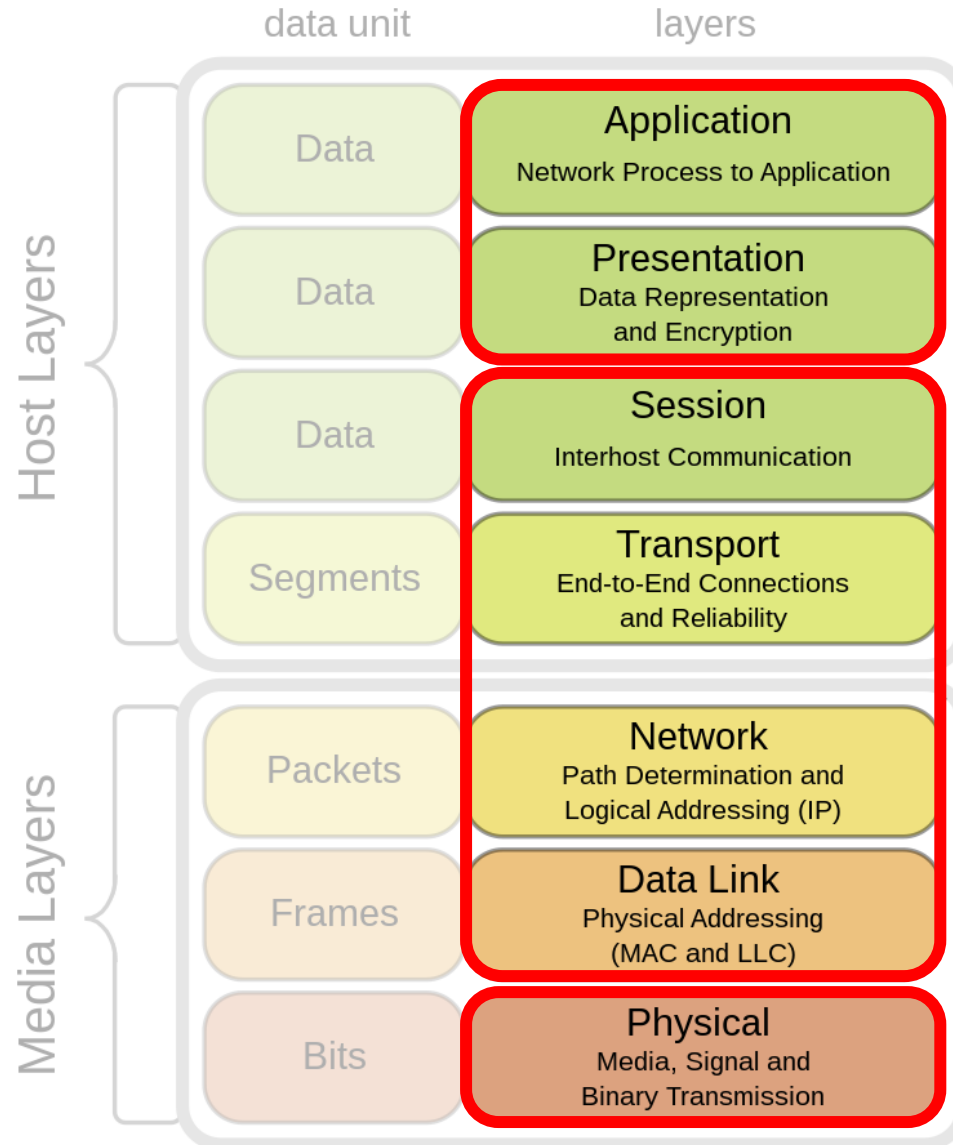 data unit
layers
Host Layers
Data
Application
Network Process to Application
Data
Presentation
Data Representation
and Encryption
Data
Session
Interhost Communication
Segments
Transport
End-to-End Connections
and Reliability
Media Layers
Packets
Network
Path Determination and
Logical Addressing (IP)
Frames
Data Link
Physical Addressing
(MAC and LLC)
Bits
Physical
Media, Signal and
Binary Transmission